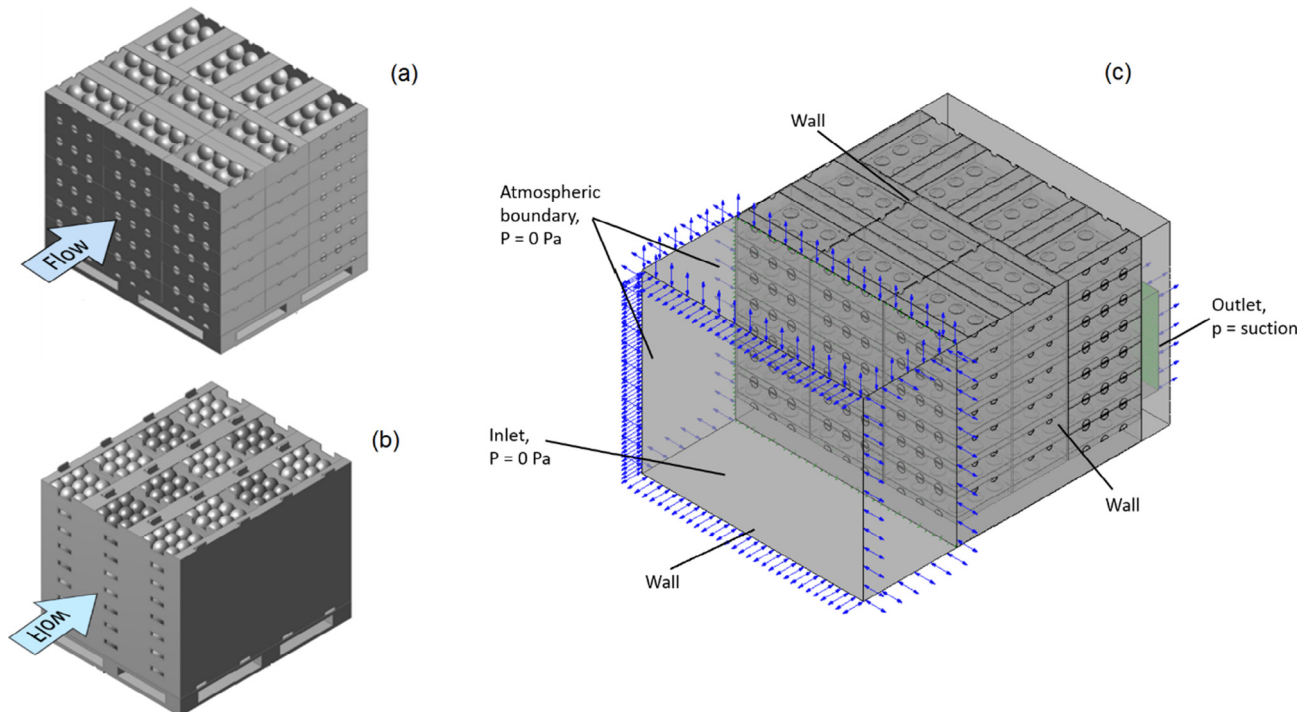 (a)
Flow
(b)
Flow
(c)
Wall
Atmospheric
boundary,
P = 0 Pa
Outlet,
p = suction
Inlet,
P = 0 Pa
Wall
Wall